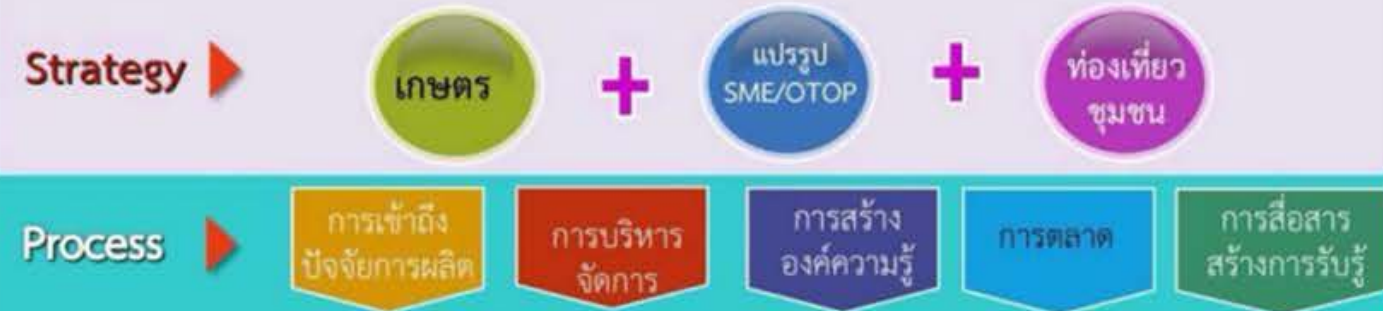 Strategy
เกษตร
+
แปรรูป
SME/OTOP
+
ท่องเที่ยว
ชุมชน
Process
การเข้าถึง
ปัจจัยการผลิต
การบริหาร
จัดการ
การสร้าง
องค์ความรู้
การตลาด
การสื่อสาร
สร้างการรับรู้